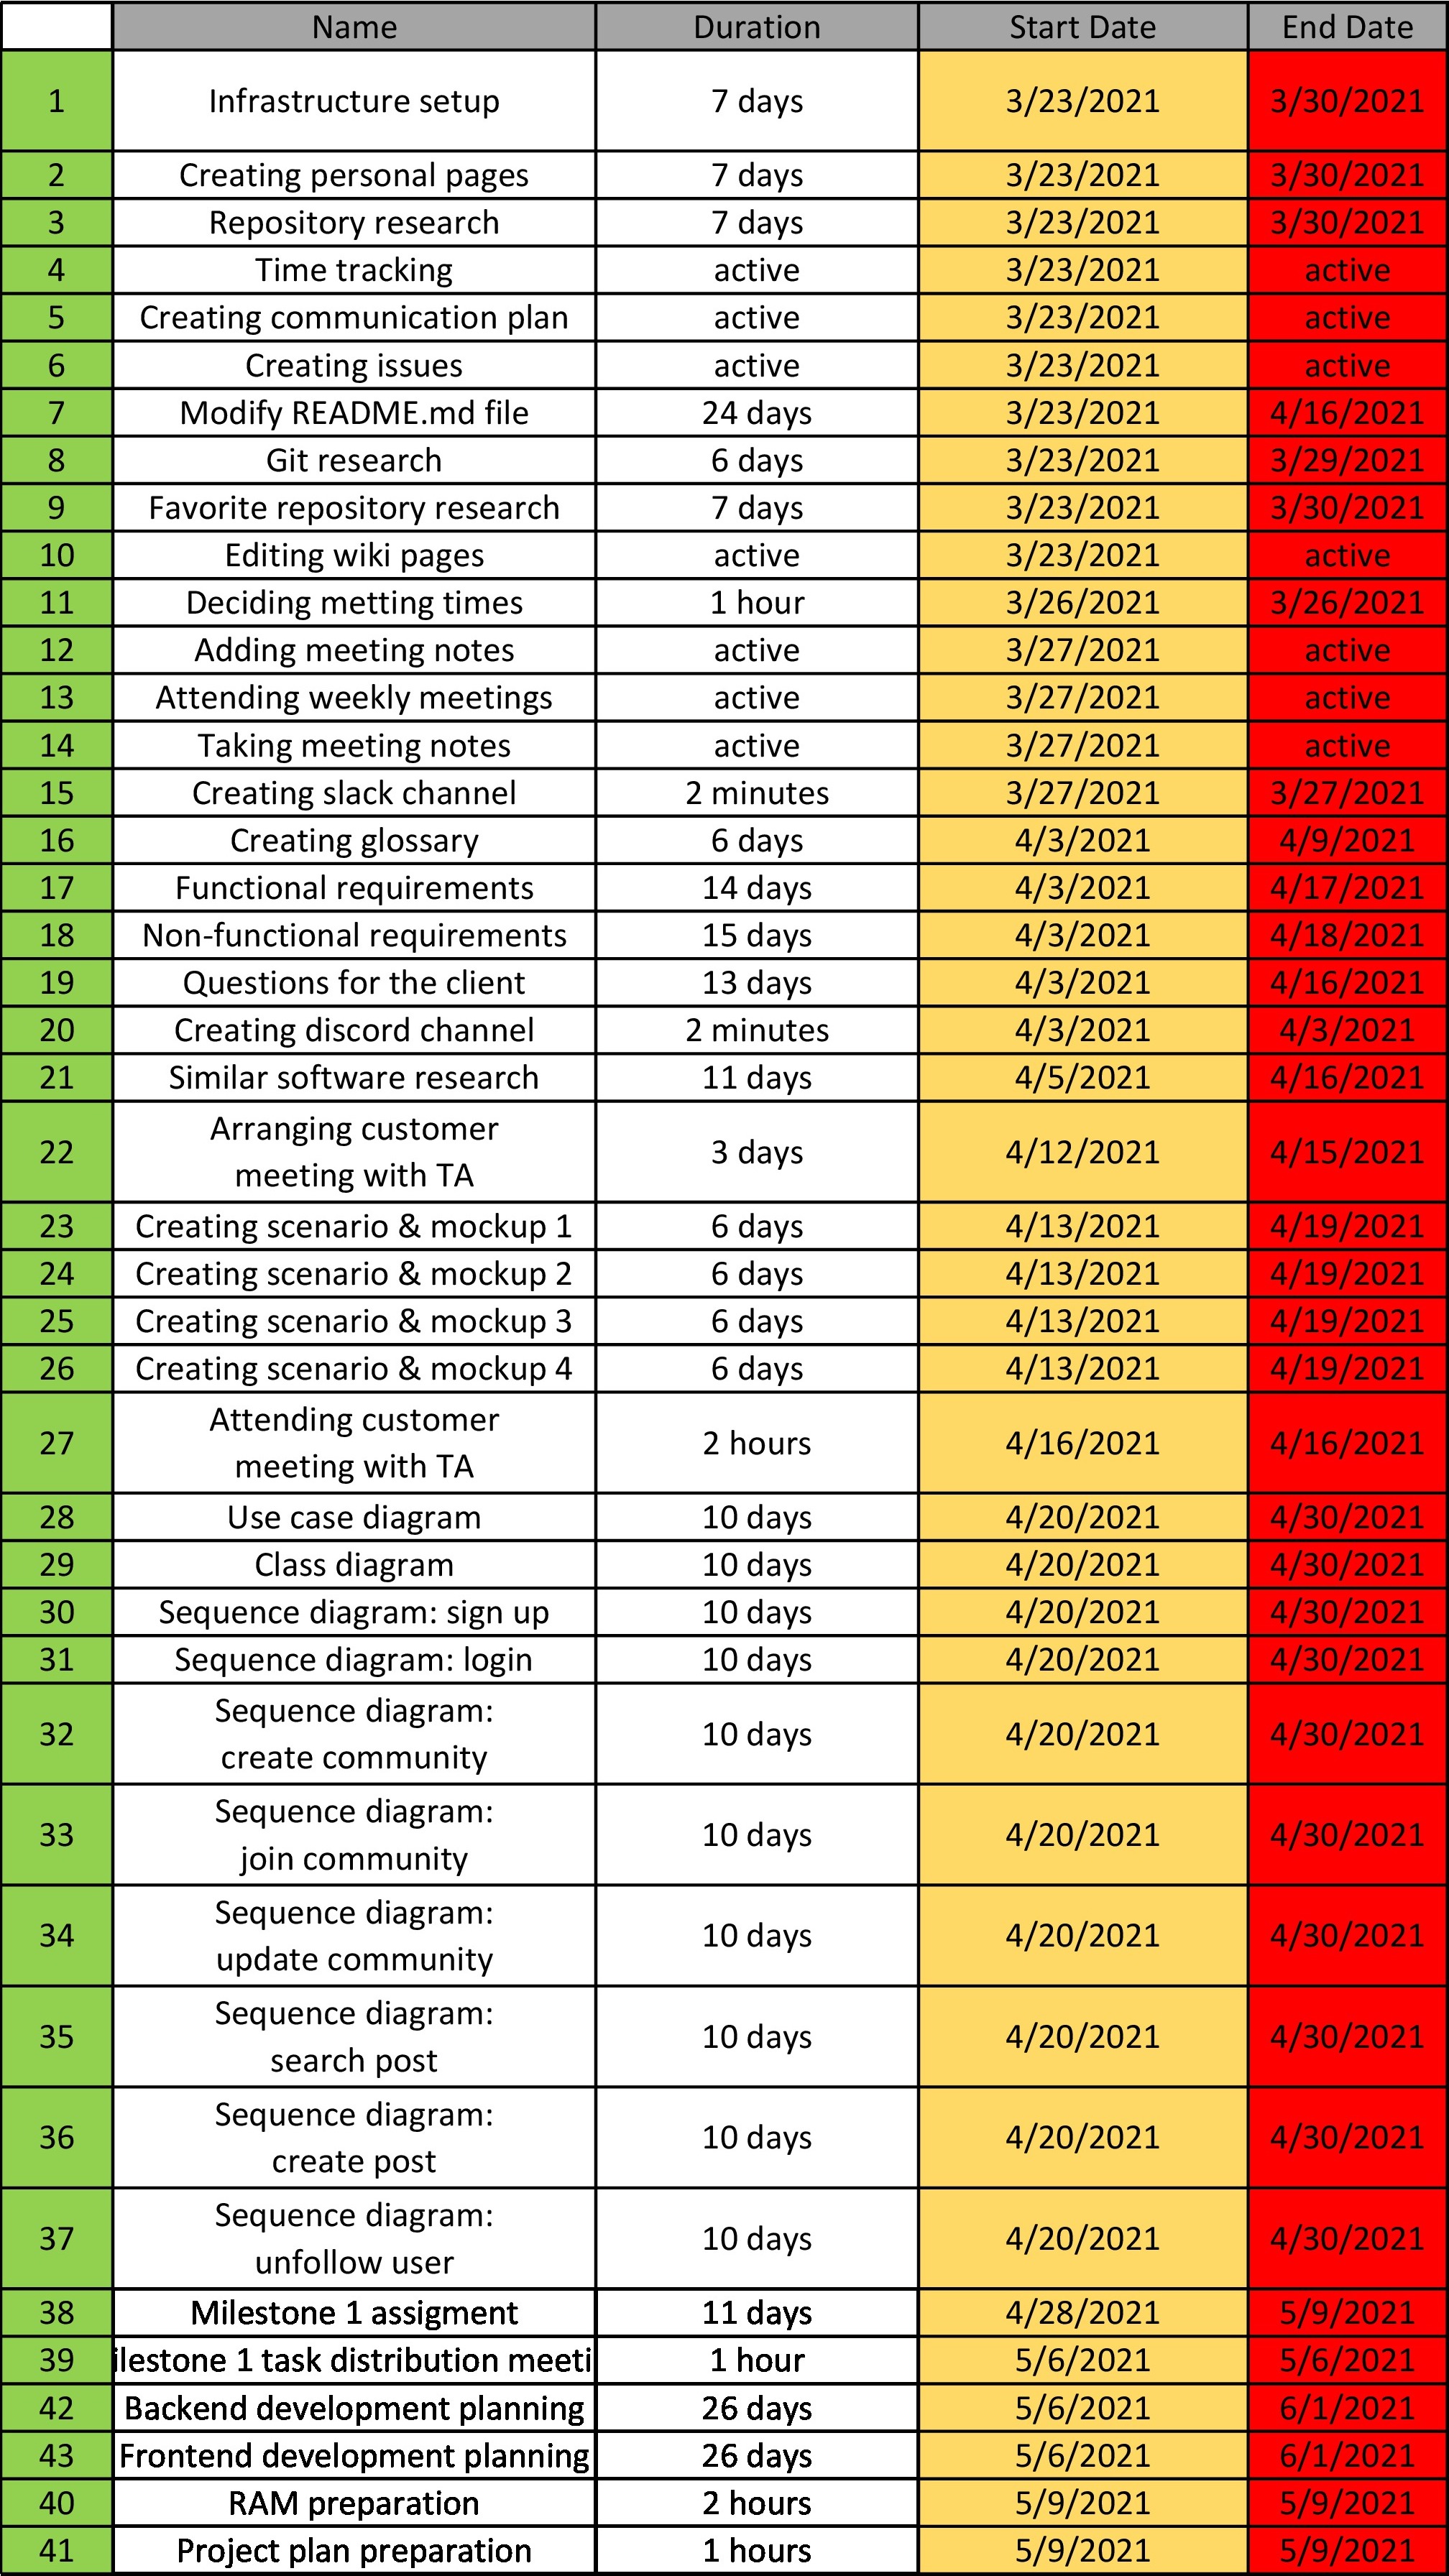 Name Duration Start Date End Date
1 Infrastructure setup 7 days 3/23/2021 3/30/2021
2 Creating personal pages 7 days 3/23/2021 3/30/2021
3 Repository research 7 days 3/23/2021 3/30/2021
4 Time tracking active 3/23/2021 active
5 Creating communication plan active 3/23/2021 active
6 Creating issues active 3/23/2021 active
7 Modify README.md file 24 days 3/23/2021 4/16/2021
8 Git research 6 days 3/23/2021 3/29/2021
9 Favorite repository research 7 days 3/23/2021 3/30/2021
10 Editing wiki pages active 3/23/2021 active
11 Deciding metting times 1 hour 3/26/2021 3/26/2021
12 Adding meeting notes active 3/27/2021 active
13 Attending weekly meetings active 3/27/2021 active
14 Taking meeting notes active 3/27/2021 active
15 Creating slack channel 2 minutes 3/27/2021 3/27/2021
16 Creating glossary 6 days 4/3/2021 4/9/2021
17 Functional requirements 14 days 4/3/2021 4/17/2021
18 Non-functional requirements 15 days 4/3/2021 4/18/2021
19 Questions for the client 13 days 4/3/2021 4/16/2021
20 Creating discord channel 2 minutes 4/3/2021 4/3/2021
21 Similar software research 11 days 4/5/2021 4/16/2021
22 Arranging customer
meeting with TA 3 days 4/12/2021 4/15/2021
23 Creating scenario & mockup 1 6 days 4/13/2021 4/19/2021
24 Creating scenario & mockup 2 6 days 4/13/2021 4/19/2021
25 Creating scenario & mockup 3 6 days 4/13/2021 4/19/2021
26 Creating scenario & mockup 4 6 days 4/13/2021 4/19/2021
27 Attending customer
meeting with TA 2 hours 4/16/2021 4/16/2021
28 Use case diagram 10 days 4/20/2021 4/30/2021
29 Class diagram 10 days 4/20/2021 4/30/2021
30 Sequence diagram: sign up 10 days 4/20/2021 4/30/2021
31 Sequence diagram: login 10 days 4/20/2021 4/30/2021
32 Sequence diagram:
create community 10 days 4/20/2021 4/30/2021
33 Sequence diagram:
join community 10 days 4/20/2021 4/30/2021
34 Sequence diagram:
update community 10 days 4/20/2021 4/30/2021
35 Sequence diagram:
search post 10 days 4/20/2021 4/30/2021
36 Sequence diagram:
create post 10 days 4/20/2021 4/30/2021
37 Sequence diagram:
unfollow user 10 days 4/20/2021 4/30/2021
38 Milestone 1 assigment 11 days 4/28/2021 5/9/2021
39 ilestone 1 task distribution meeti 1 hour 5/6/2021 5/6/2021
42 Backend development planning 26 days 5/6/2021 6/1/2021
43 Frontend development planning 26 days 5/6/2021 6/1/2021
40 RAM preparation 2 hours 5/9/2021 5/9/2021
41 Project plan preparation 1 hours 5/9/2021 5/9/2021